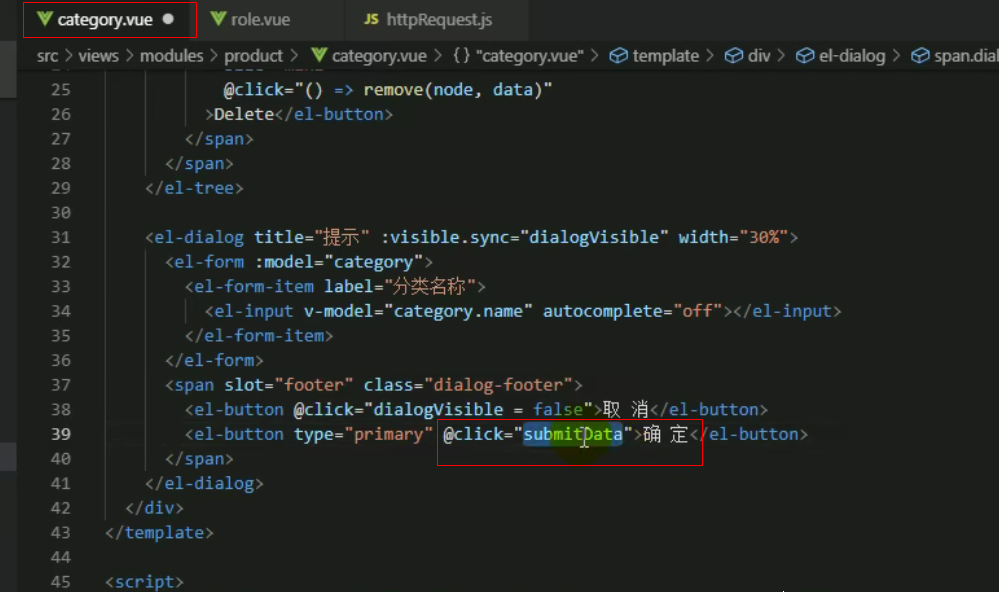 category.vue ● role.vue JS httpRequest.js
src > views > modules > product > category.vue > {} "category.vue" > template > div > el-dialog > span.dial
25 @click="() => remove(node, data)"
26 >Delete</el-button>
27 </span>
28 </span>
29 </el-tree>
30
31 <el-dialog title="提示" :visible.sync="dialogVisible" width="30%">
32 <el-form :model="category">
33 <el-form-item label="分类名称">
34 <el-input v-model="category.name" autocomplete="off"></el-input>
35 </el-form-item>
36 </el-form>
37 <span slot="footer" class="dialog-footer">
38 <el-button @click="dialogVisible = false">取 消</el-button>
39 <el-button type="primary" @click="submitData">确 定</el-button>
40 </span>
41 </el-dialog>
42 </div>
43 </template>
44
45 <script>